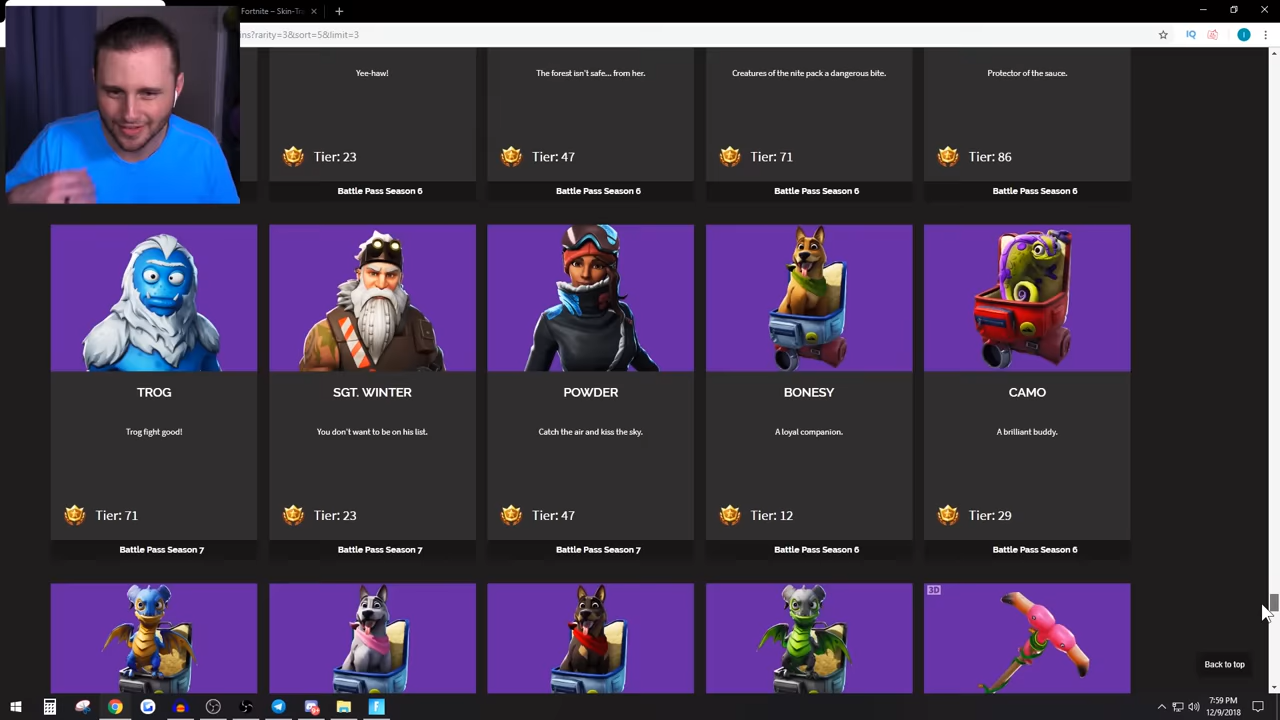 Fortnite – Skin-Tr
ins?rarity=3&sort=5&limit=3
IQ
Yee-haw!
The forest isn't safe... from her.
Creatures of the nite pack a dangerous bite.
Protector of the sauce.
Tier: 23
Tier: 47
Tier: 71
Tier: 86
Battle Pass Season 6
Battle Pass Season 6
Battle Pass Season 6
Battle Pass Season 6
TROG
SGT. WINTER
POWDER
BONESY
CAMO
Trog fight good!
You don't want to be on his list.
Catch the air and kiss the sky.
A loyal companion.
A brilliant buddy.
Tier: 71
Tier: 23
Tier: 47
Tier: 12
Tier: 29
Battle Pass Season 7
Battle Pass Season 7
Battle Pass Season 7
Battle Pass Season 6
Battle Pass Season 6
3D
Back to top
7:59 PM
12/9/2018